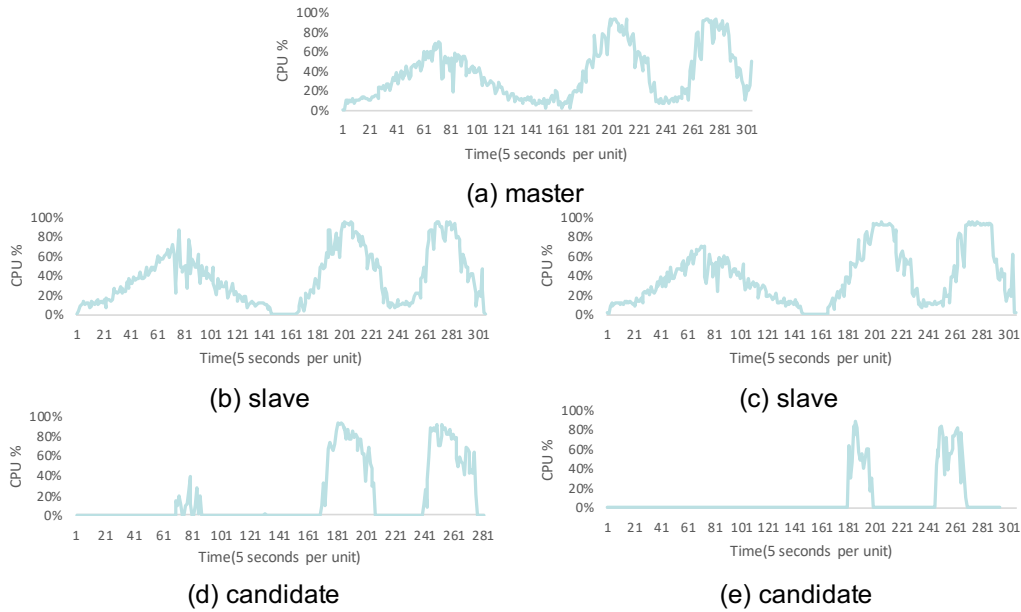 100%
80%
60%
40%
20%
0%
CPU %
1 21 41 61 81 101 121 141 161 181 201 221 241 261 281 301
Time(5 seconds per unit)
(a) master
100%
80%
60%
40%
20%
0%
CPU %
1 21 41 61 81 101 121 141 161 181 201 221 241 261 281 301
Time(5 seconds per unit)
(b) slave
100%
80%
60%
40%
20%
0%
CPU %
1 21 41 61 81 101 121 141 161 181 201 221 241 261 281 301
Time(5 seconds per unit)
(c) slave
100%
80%
60%
40%
20%
0%
CPU %
1 21 41 61 81 101 121 141 161 181 201 221 241 261 281
Time(5 seconds per unit)
(d) candidate
100%
80%
60%
40%
20%
0%
CPU %
1 21 41 61 81 101 121 141 161 181 201 221 241 261 281 301
Time(5 seconds per unit)
(e) candidate